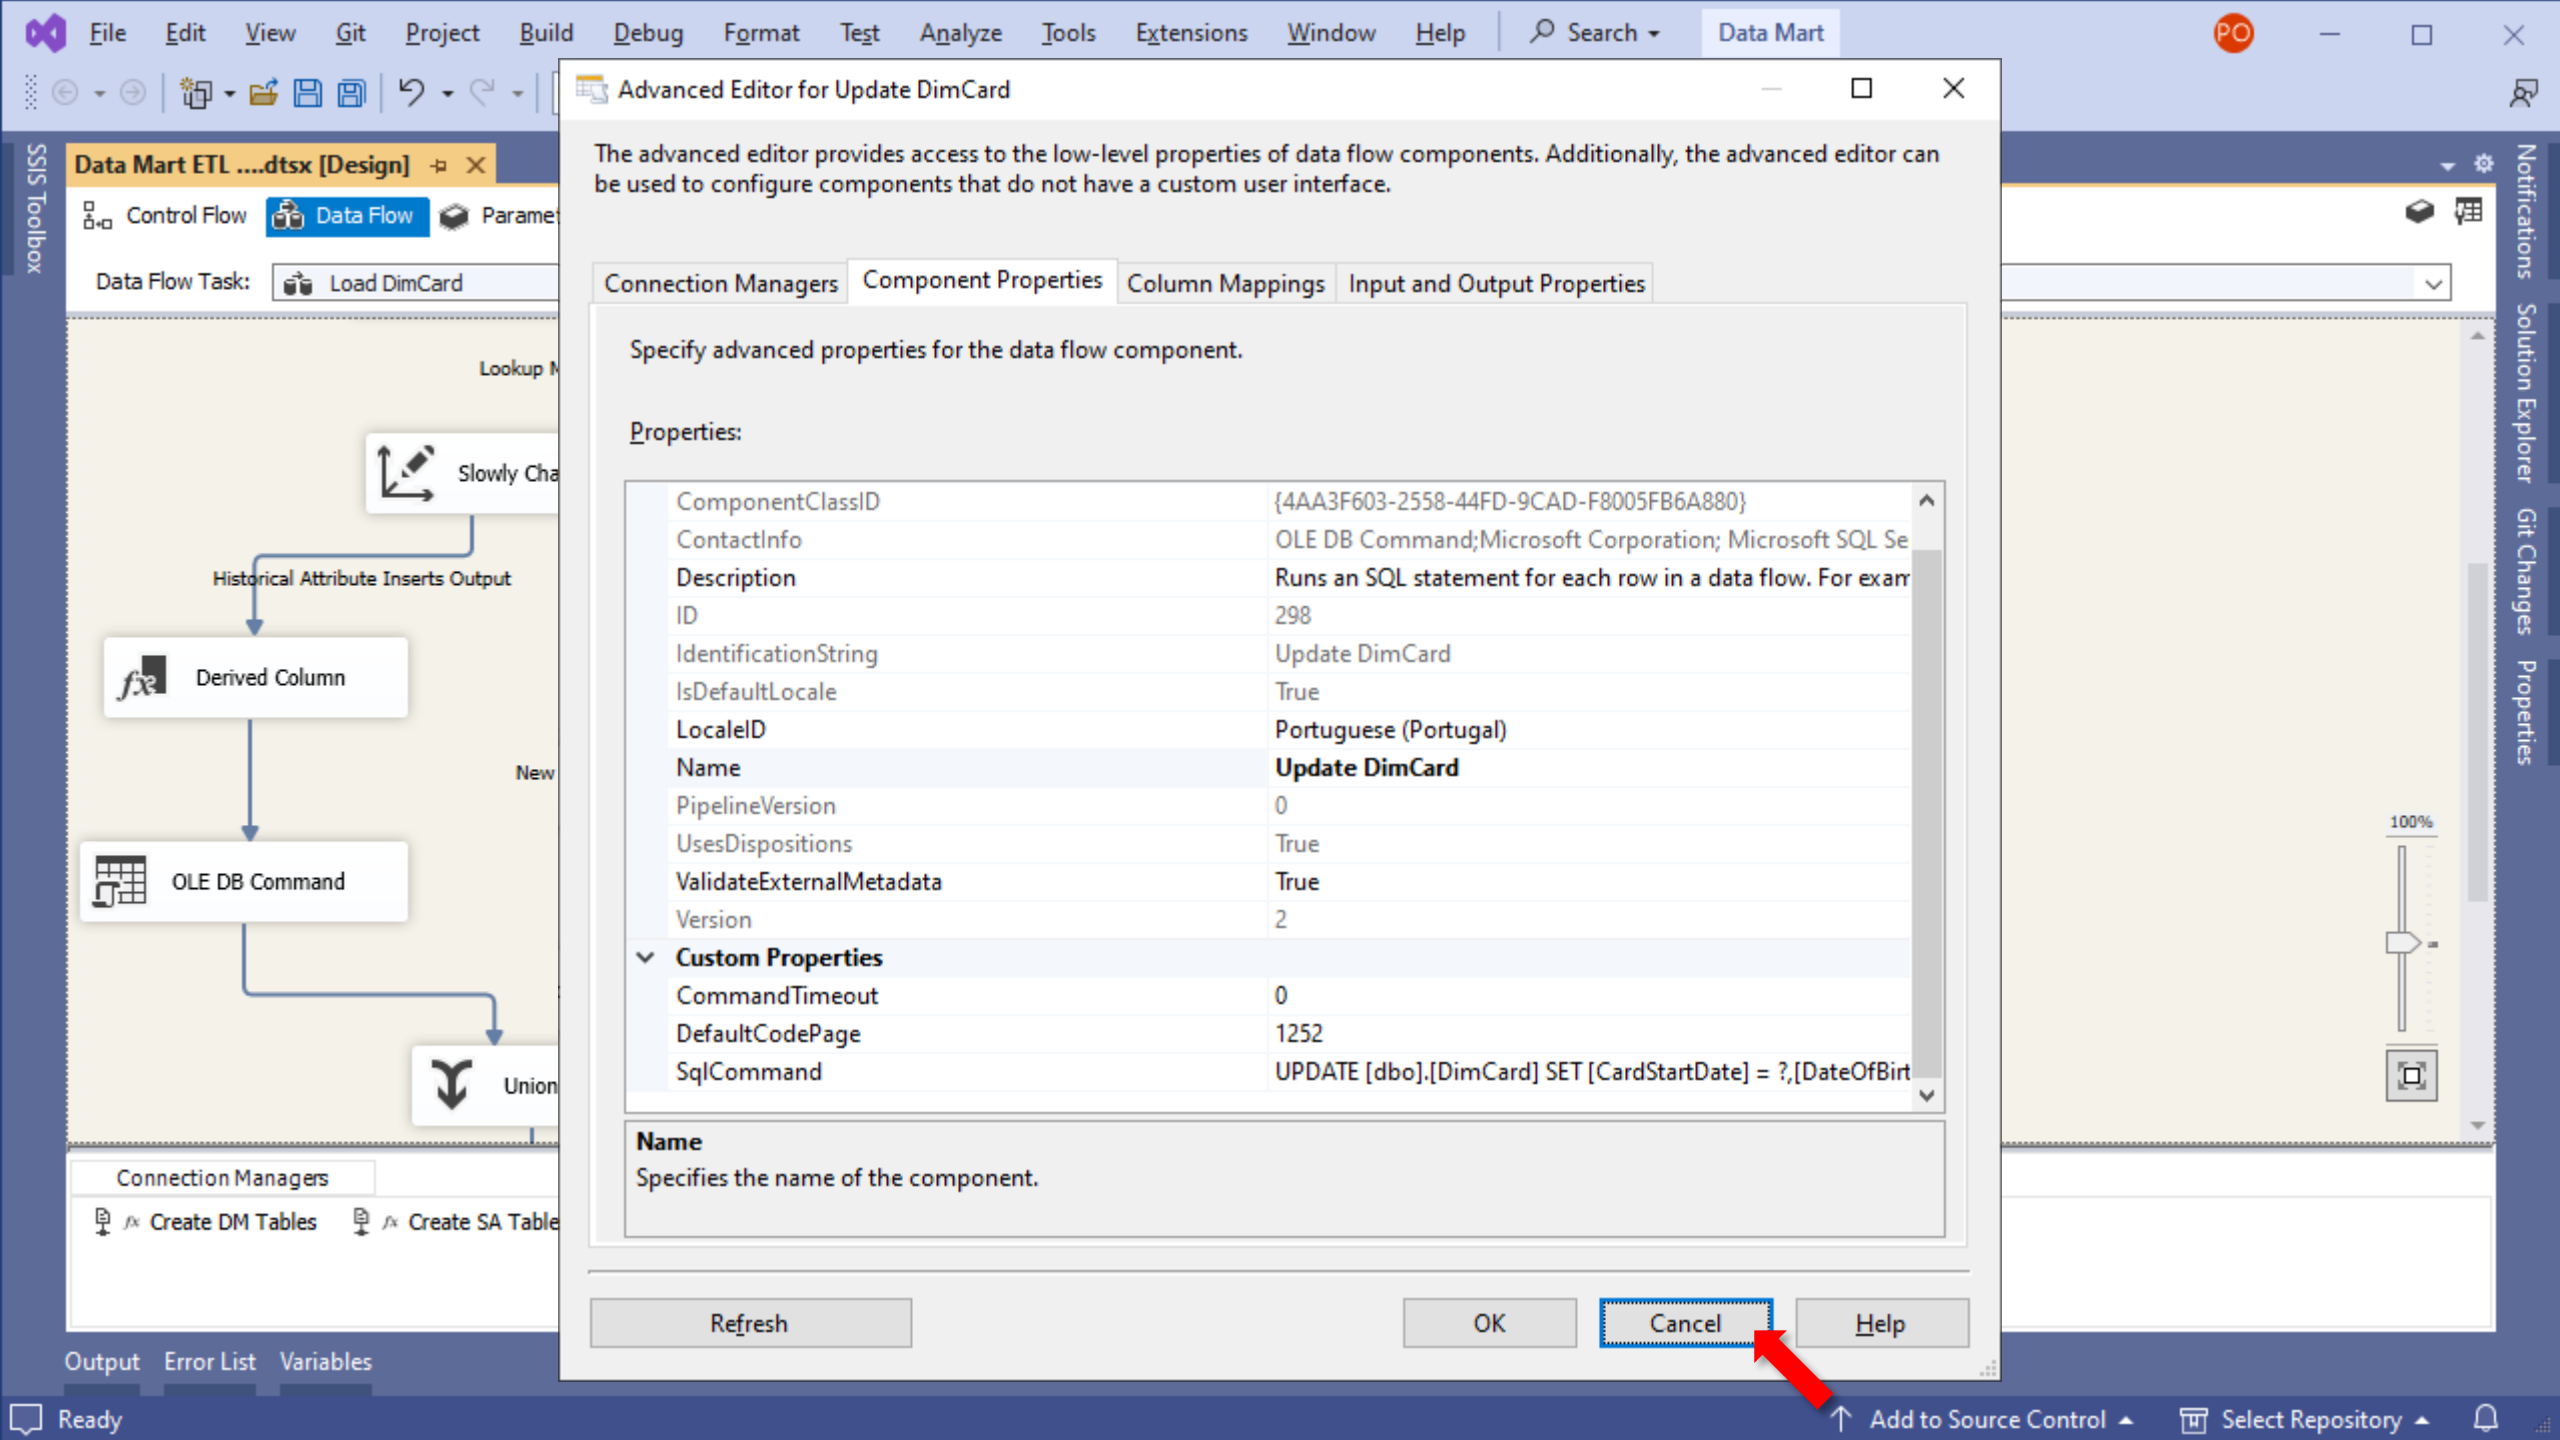 File Edit View Git Project Build Debug Format Test Analyze Tools Extensions Window Help Search Data Mart PO
Advanced Editor for Update DimCard
The advanced editor provides access to the low-level properties of data flow components. Additionally, the advanced editor can
be used to configure components that do not have a custom user interface.
SSIS Toolbox
Data Mart ETL ....dtsx [Design]
Control Flow Data Flow Paramet
Data Flow Task: Load DimCard
Connection Managers Component Properties Column Mappings Input and Output Properties
Specify advanced properties for the data flow component.
Properties:
ComponentClassID {4AA3F603-2558-44FD-9CAD-F8005FB6A880}
ContactInfo OLE DB Command;Microsoft Corporation; Microsoft SQL Se
Description Runs an SQL statement for each row in a data flow. For exam
ID 298
IdentificationString Update DimCard
IsDefaultLocale True
LocaleID Portuguese (Portugal)
Name Update DimCard
PipelineVersion 0
UsesDispositions True
ValidateExternalMetadata True
Version 2
Custom Properties
CommandTimeout 0
DefaultCodePage 1252
SqlCommand UPDATE [dbo].[DimCard] SET [CardStartDate] = ?,[DateOfBirt
Name
Specifies the name of the component.
Refresh OK Cancel Help
Lookup
Slowly Cha
Historical Attribute Inserts Output
Derived Column
New
OLE DB Command
Union
100%
Connection Managers
fx Create DM Tables fx Create SA Table
Notifications
Solution Explorer
Git Changes
Properties
Output Error List Variables
Ready Add to Source Control Select Repository